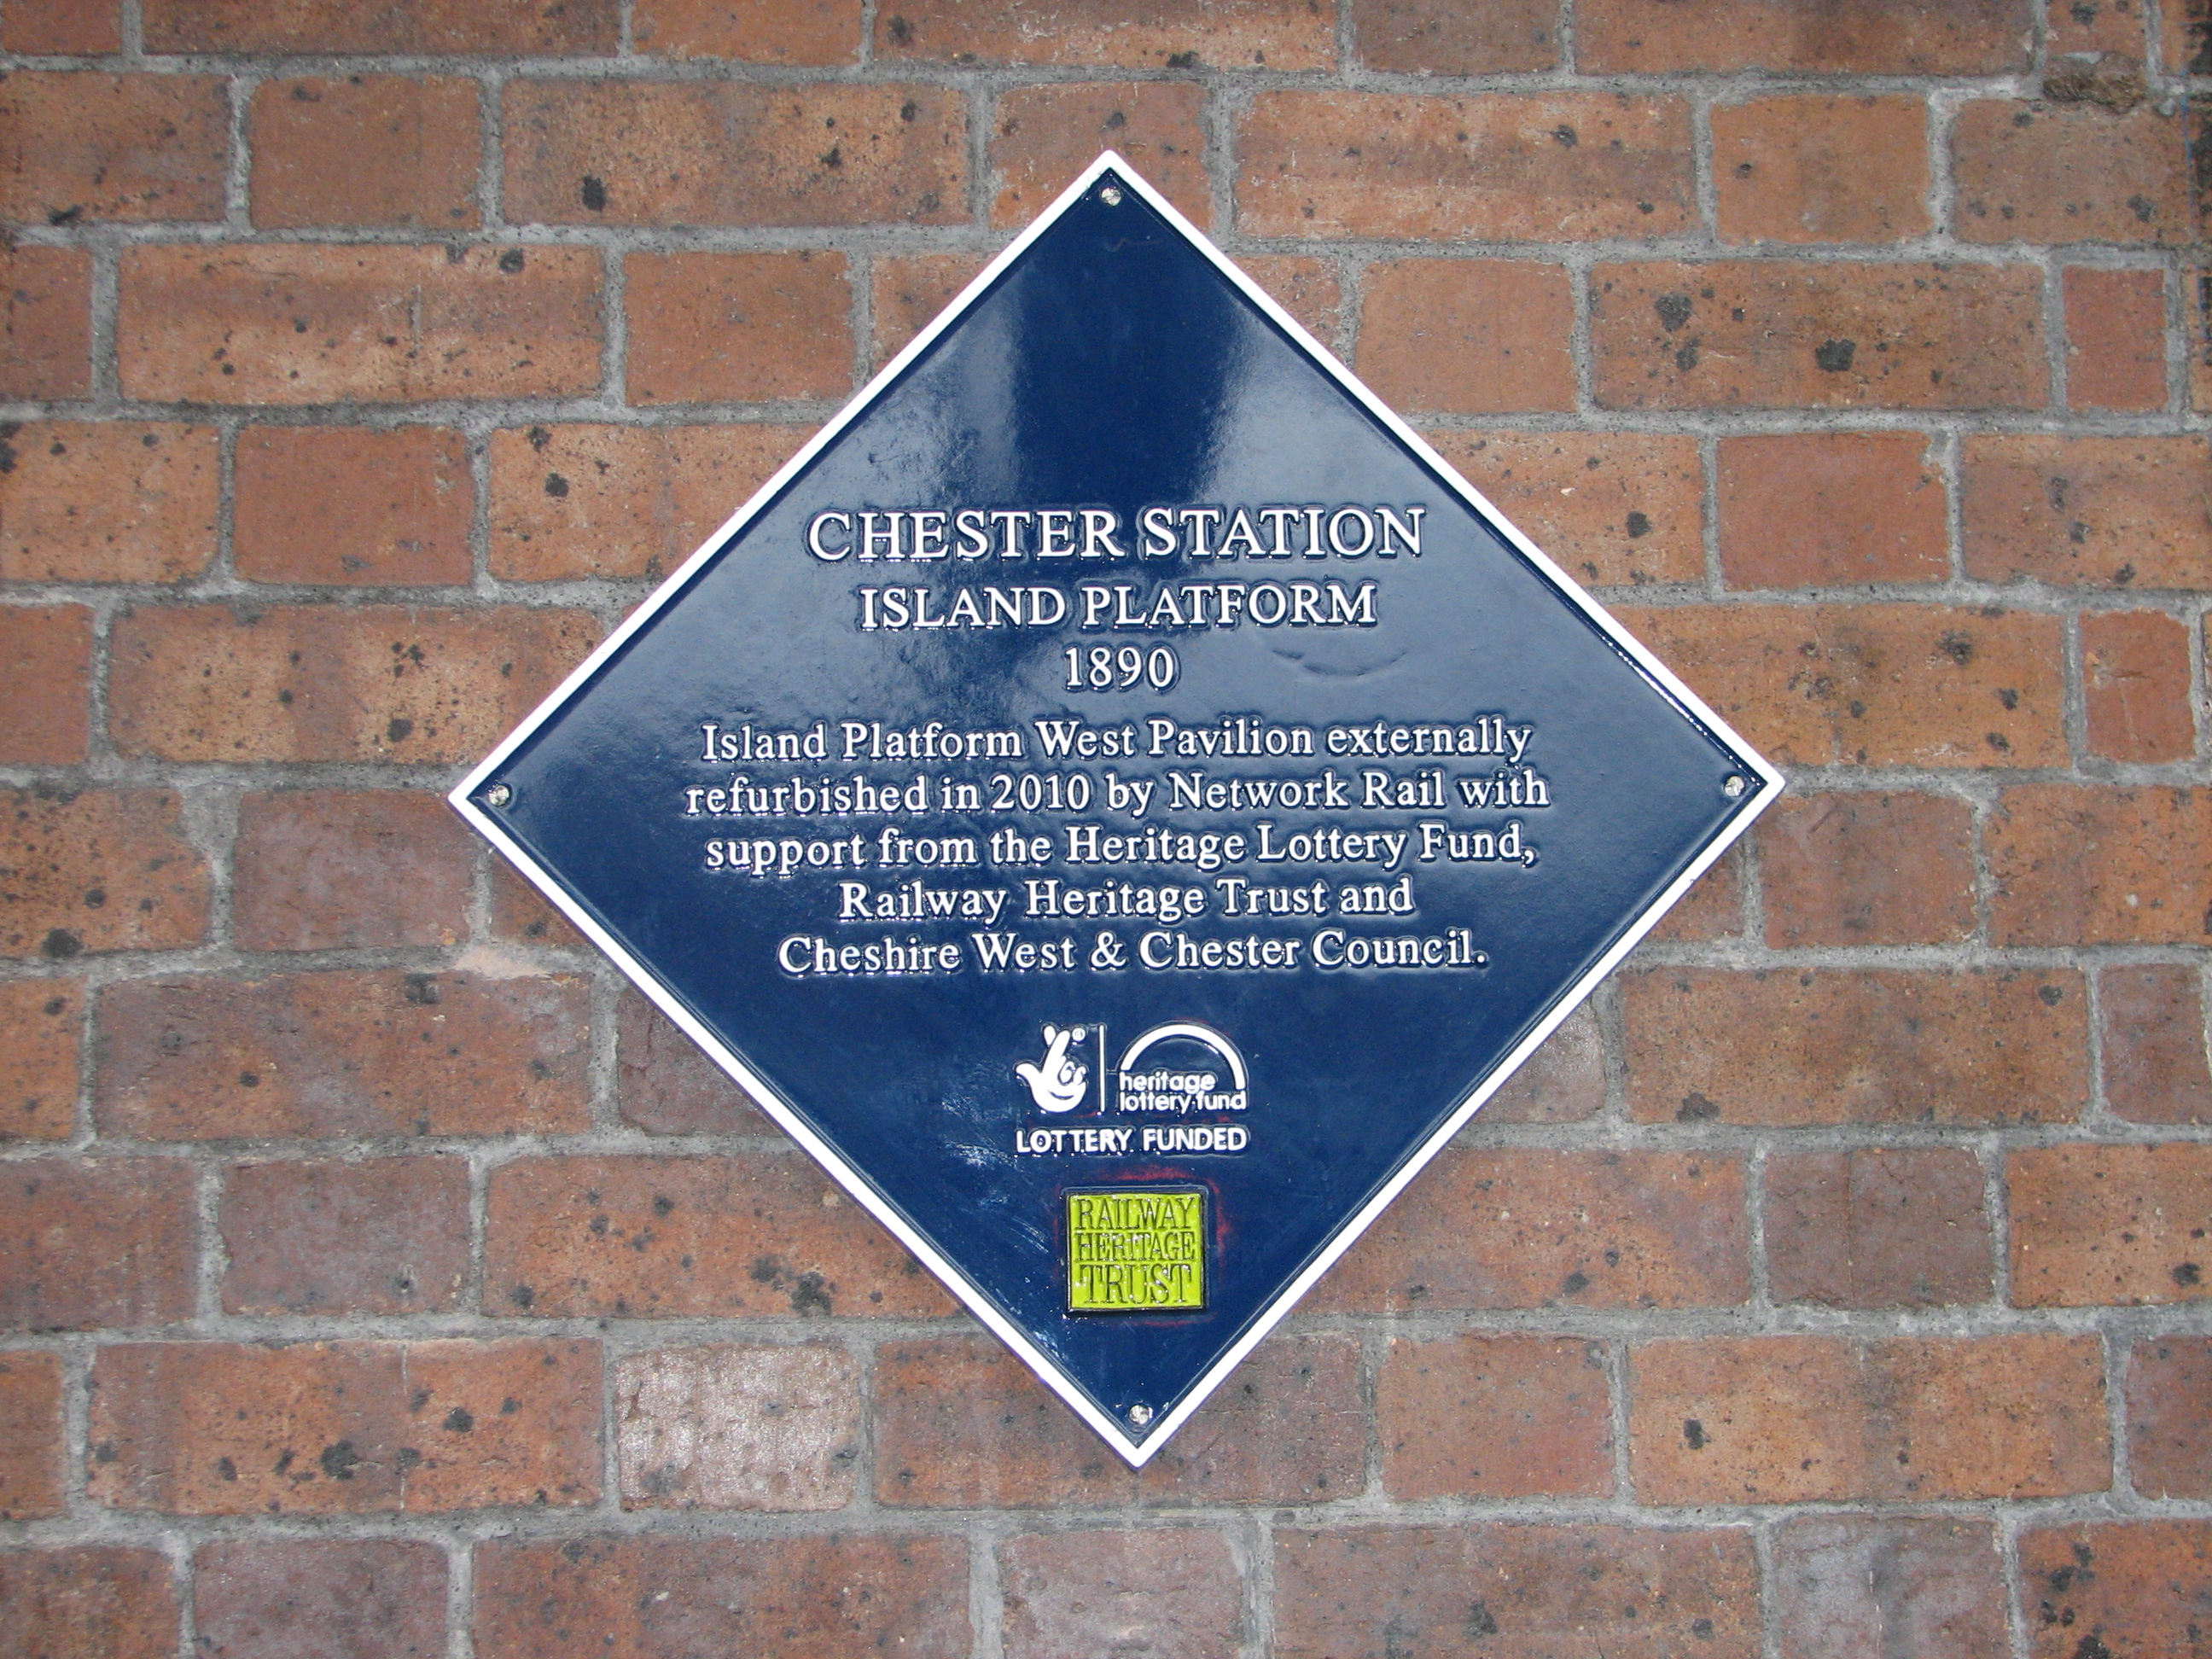 CHESTER STATION
ISLAND PLATFORM
1890
Island Platform West Pavilion externally
refurbished in 2010 by Network Rail with
support from the Heritage Lottery Fund,
Railway Heritage Trust and
Cheshire West & Chester Council.
heritage
lottery fund
LOTTERY FUNDED
RAILWAY
HERITAGE
TRUST